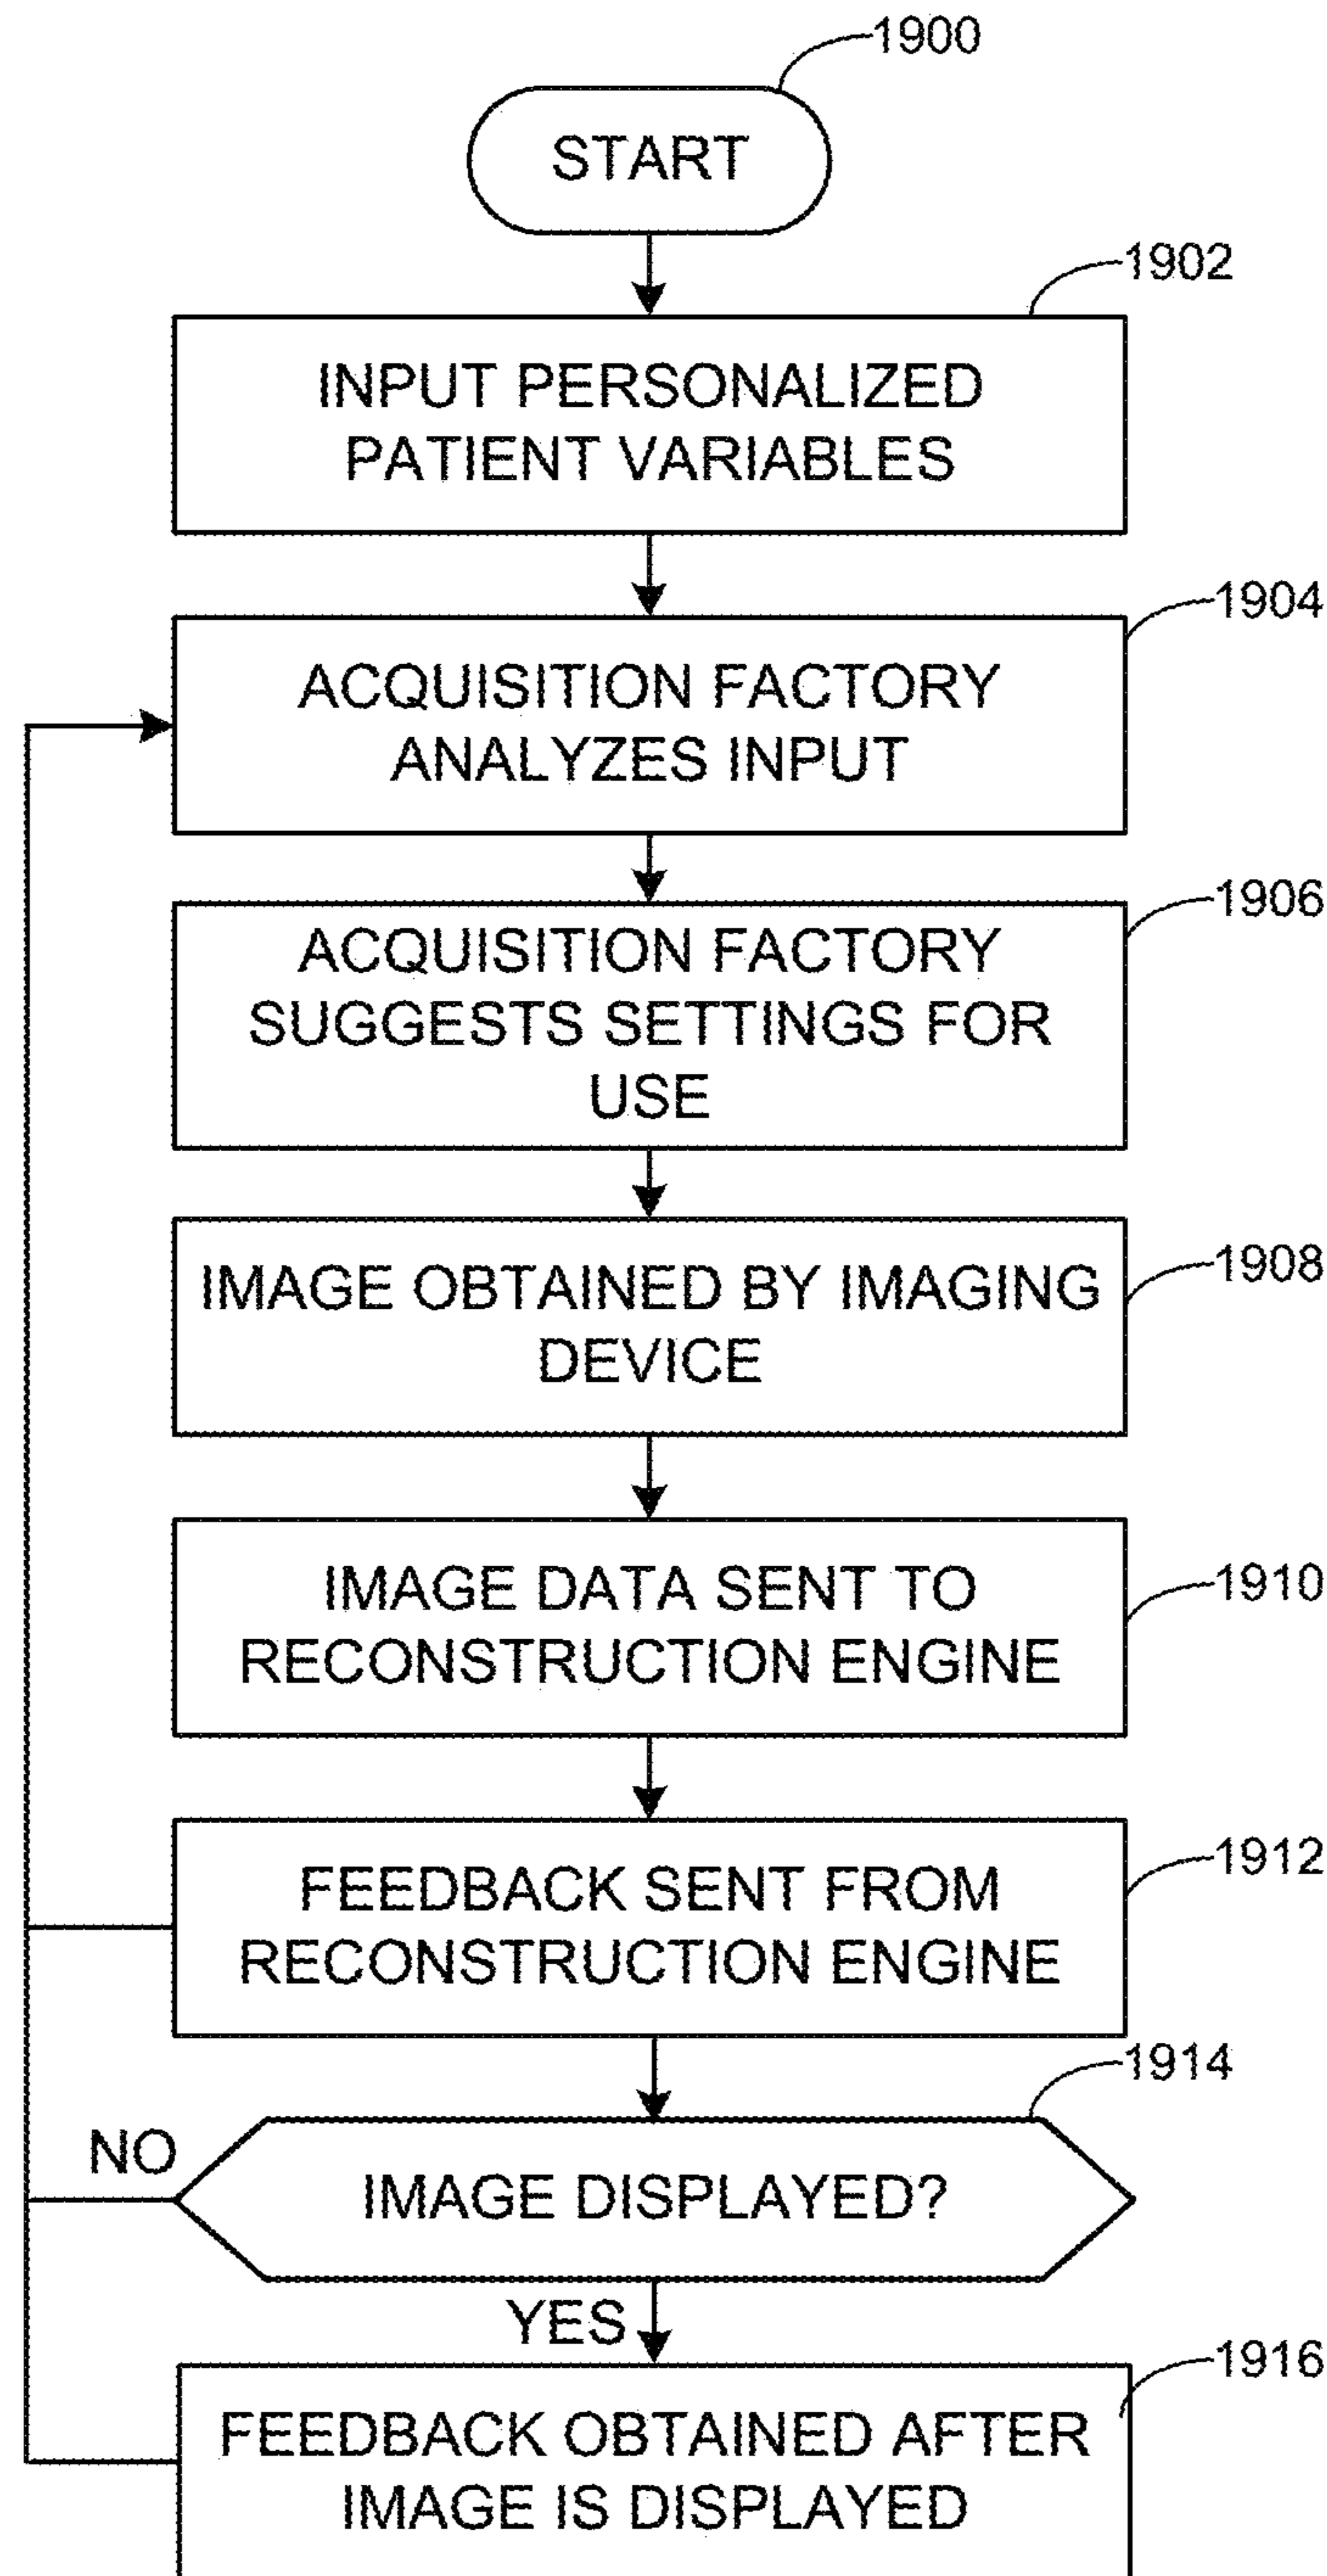 1900
START
1902
INPUT PERSONALIZED
PATIENT VARIABLES
1904
ACQUISITION FACTORY
ANALYZES INPUT
1906
ACQUISITION FACTORY
SUGGESTS SETTINGS FOR
USE
1908
IMAGE OBTAINED BY IMAGING
DEVICE
1910
IMAGE DATA SENT TO
RECONSTRUCTION ENGINE
1912
FEEDBACK SENT FROM
RECONSTRUCTION ENGINE
1914
NO
IMAGE DISPLAYED?
YES
1916
FEEDBACK OBTAINED AFTER
IMAGE IS DISPLAYED